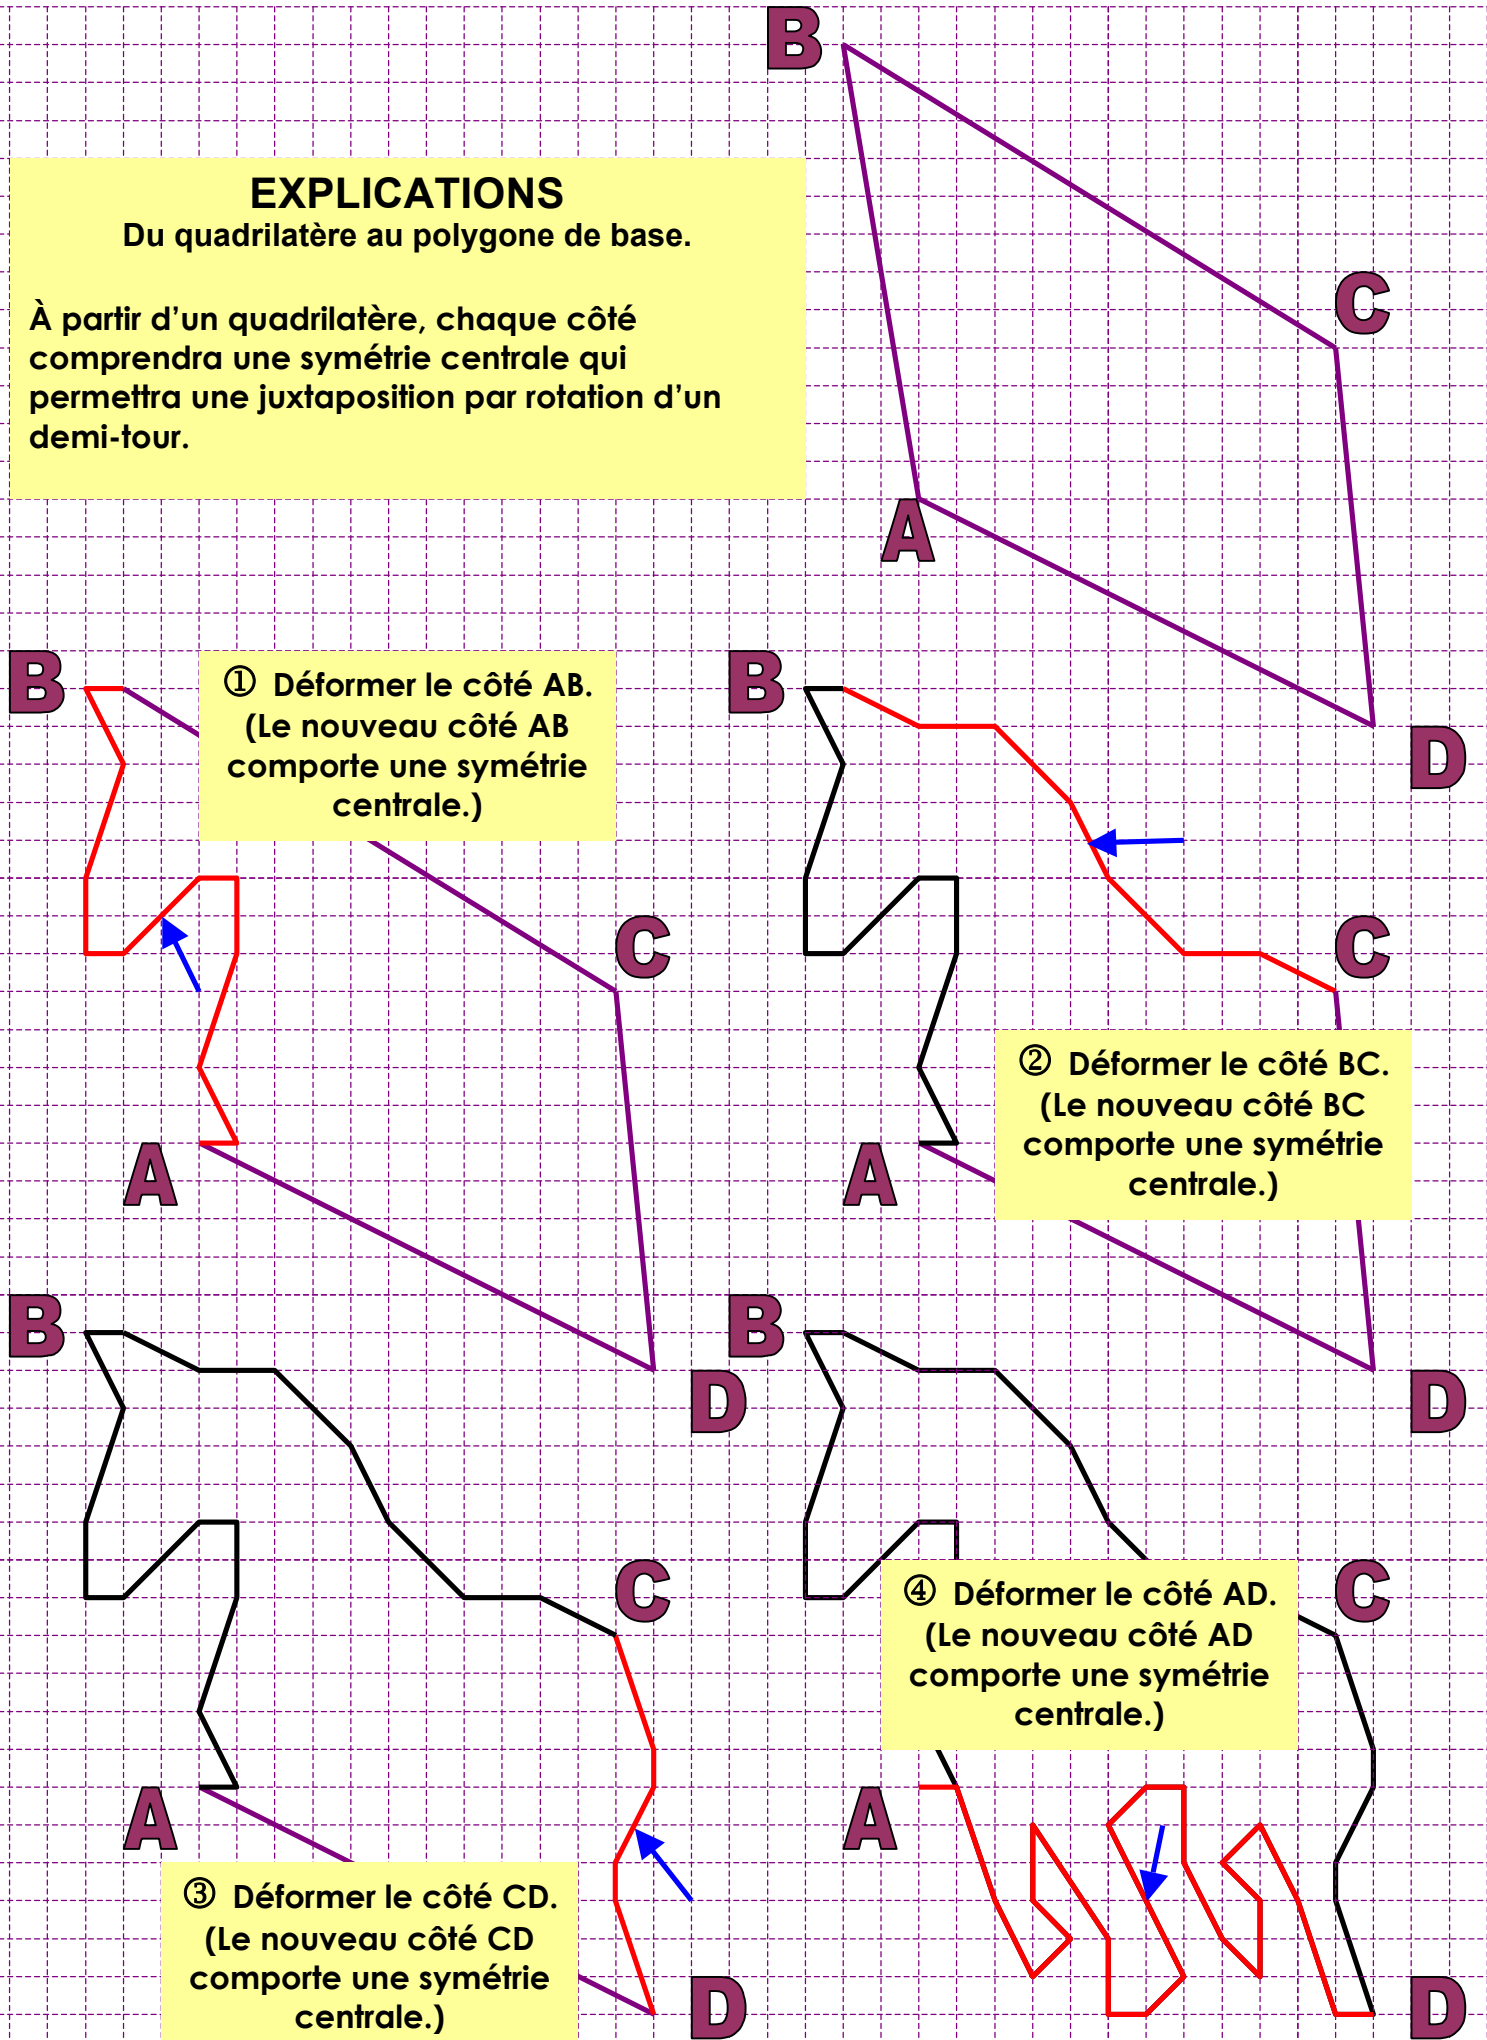 B
EXPLICATIONS
Du quadrilatère au polygone de base.
À partir d’un quadrilatère, chaque côté
comprendra une symétrie centrale qui
permettra une juxtaposition par rotation d’un
demi-tour.
C
A
D
B
① Déformer le côté AB.
(Le nouveau côté AB
comporte une symétrie
centrale.)
C
A
D
B
C
② Déformer le côté BC.
(Le nouveau côté BC
comporte une symétrie
centrale.)
A
D
B
C
A
③ Déformer le côté CD.
(Le nouveau côté CD
comporte une symétrie
centrale.)
D
B
④ Déformer le côté AD.
(Le nouveau côté AD
comporte une symétrie
centrale.)
C
A
D